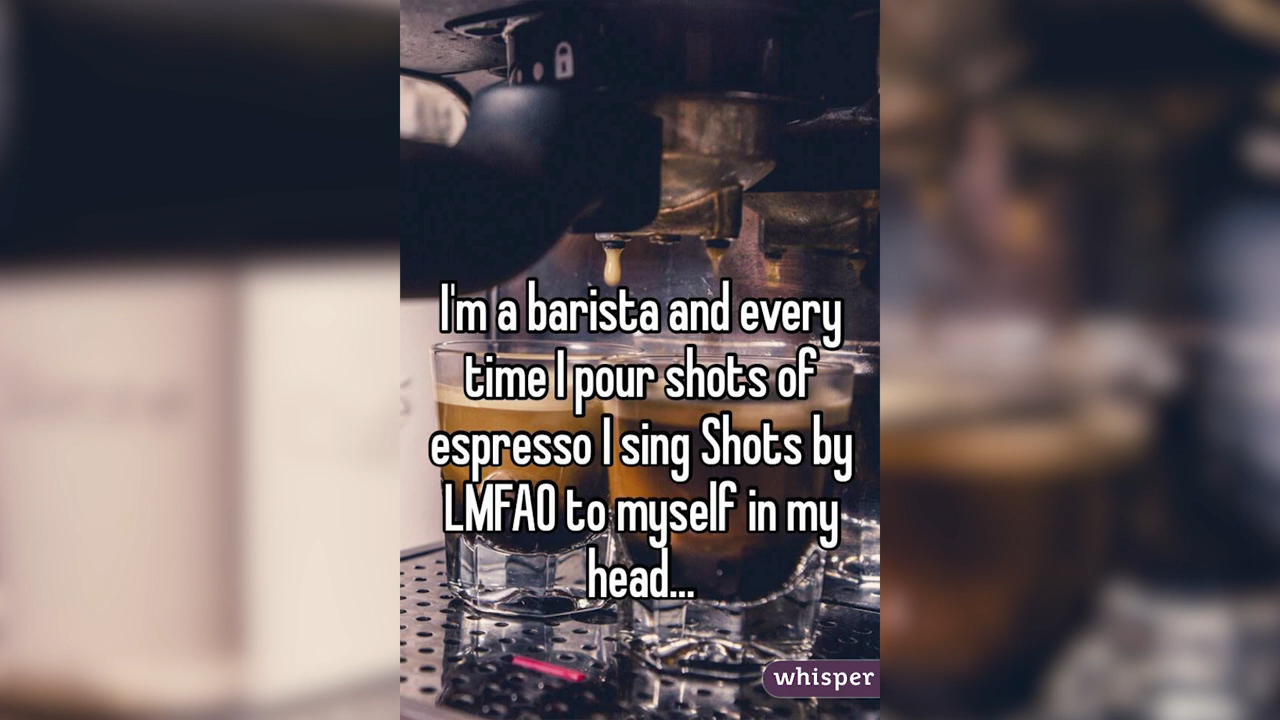 I'm a barista and every
time I pour shots of
espresso I sing Shots by
LMFAO to myself in my
head...
whisper